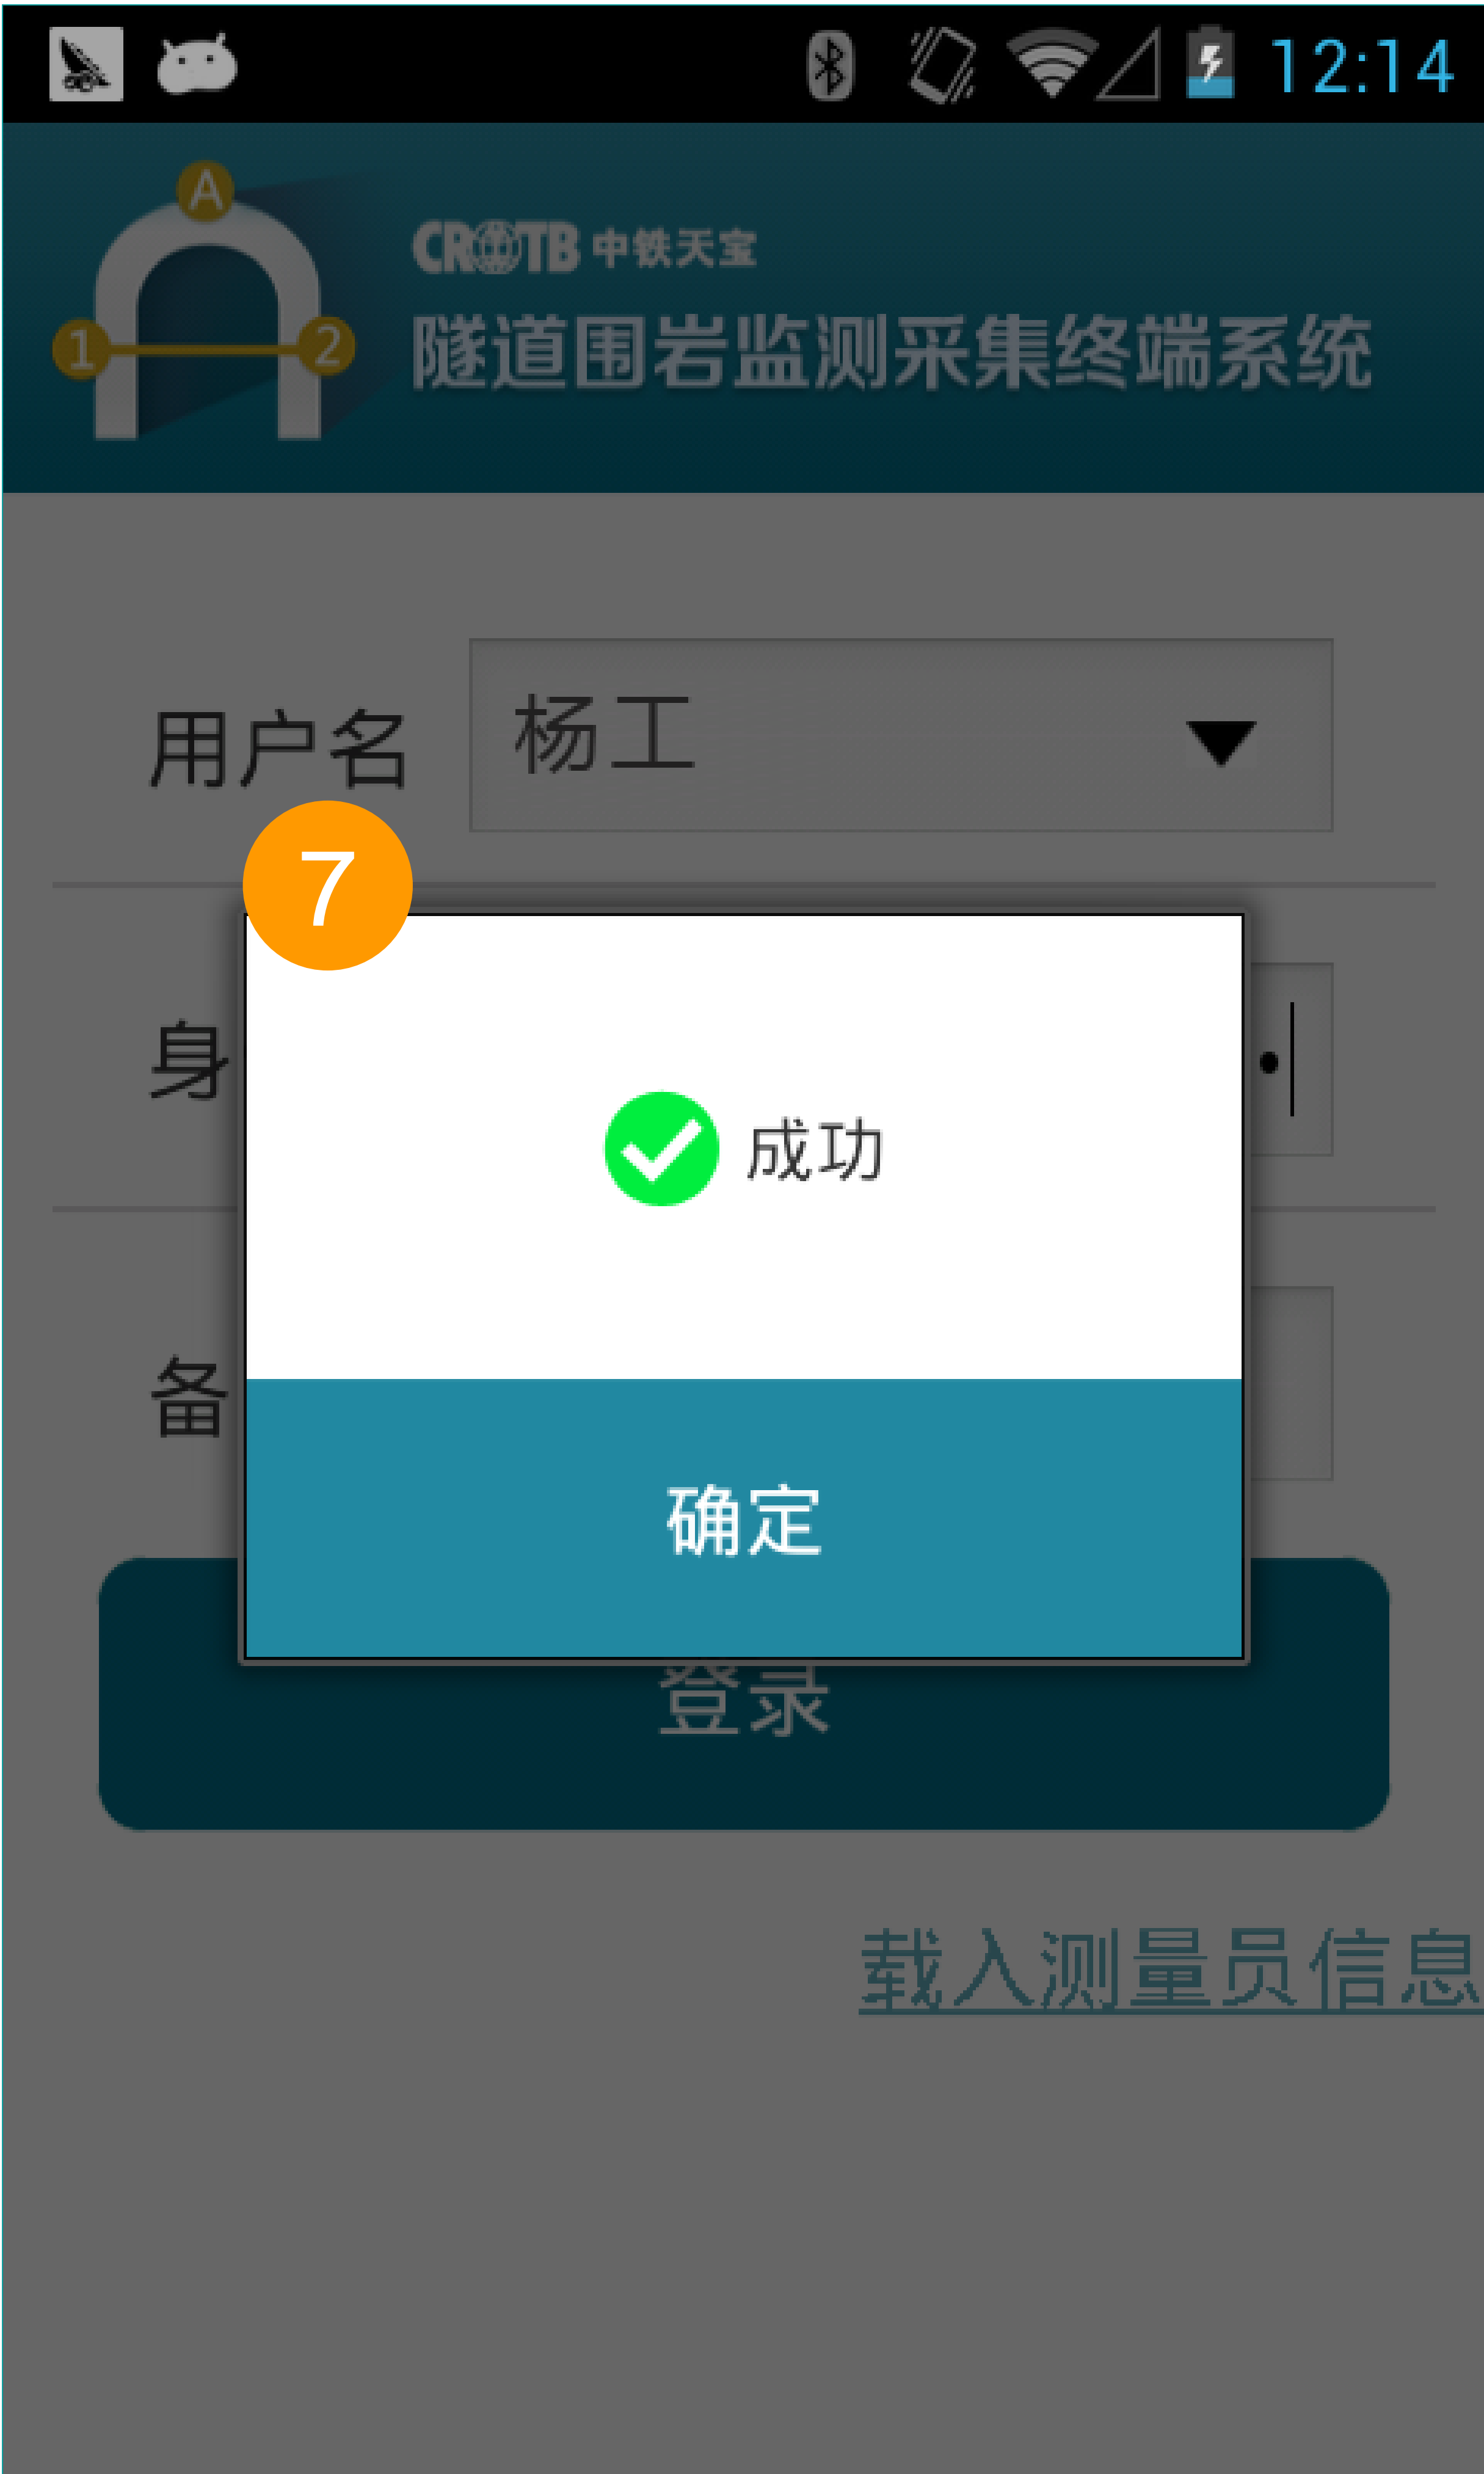 12:14
A
CRTB 中铁天宝
1 2 隧道围岩监测采集终端系统
用户名 杨工
7
身
成功
备
确定
登录
载入测量员信息